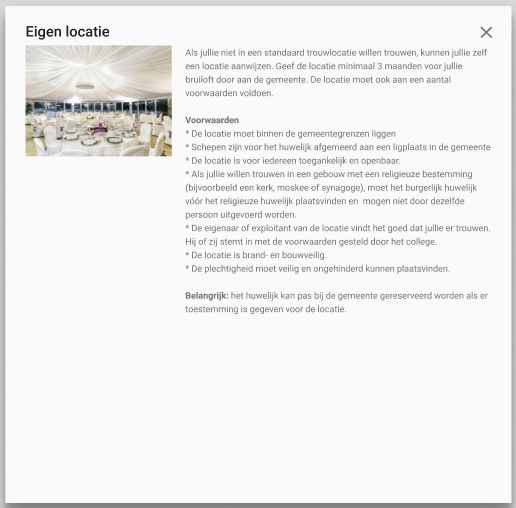 Eigen locatie
Als jullie niet in een standaard trouwlocatie willen trouwen, kunnen jullie zelf
een locatie aanwijzen. Geef de locatie minimaal 3 maanden voor jullie
bruiloft door aan de gemeente. De locatie moet ook aan een aantal
voorwaarden voldoen.
Voorwaarden
* De locatie moet binnen de gemeentegrenzen liggen
* Schepen zijn voor het huwelijk afgemeerd aan een ligplaats in de gemeente
* De locatie is voor iedereen toegankelijk en openbaar.
* Als jullie willen trouwen in een gebouw met een religieuze bestemming
(bijvoorbeeld een kerk, moskee of synagoge), moet het burgerlijk huwelijk
vóór het religieuze huwelijk plaatsvinden en  mogen niet door dezelfde
persoon uitgevoerd worden.
* De eigenaar of exploitant van de locatie vindt het goed dat jullie er trouwen.
Hij of zij stemt in met de voorwaarden gesteld door het college.
* De locatie is brand- en bouwveilig.
* De plechtigheid moet veilig en ongehinderd kunnen plaatsvinden.
Belangrijk: het huwelijk kan pas bij de gemeente gereserveerd worden als er
toestemming is gegeven voor de locatie.